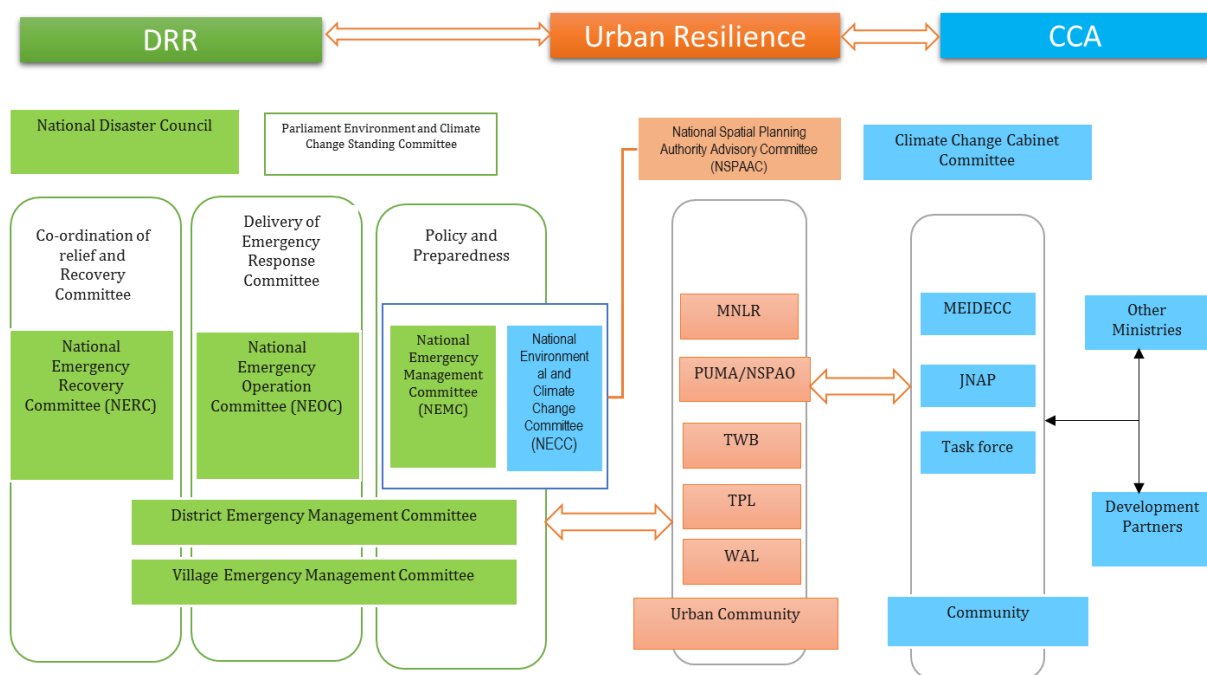 DRR
Urban Resilience
CCA
National Disaster Council
Parliament Environment and Climate
Change Standing Committee
National Spatial Planning
Authority Advisory Committee
(NSPAAC)
Climate Change Cabinet
Committee
Co-ordination of
relief and
Recovery
Committee
Delivery of
Emergency
Response
Committee
Policy and
Preparedness
National
Emergency
Recovery
Committee (NERC)
National
Emergency
Operation
Committee (NEOC)
National
Emergency
Management
Committee
(NEMC)
National
Environment
al and
Climate
Change
Committee
(NECC)
District Emergency Management Committee
Village Emergency Management Committee
MNLR
PUMA/NSPAO
TWB
TPL
WAL
Urban Community
MEIDECC
JNAP
Task force
Community
Other
Ministries
Development
Partners